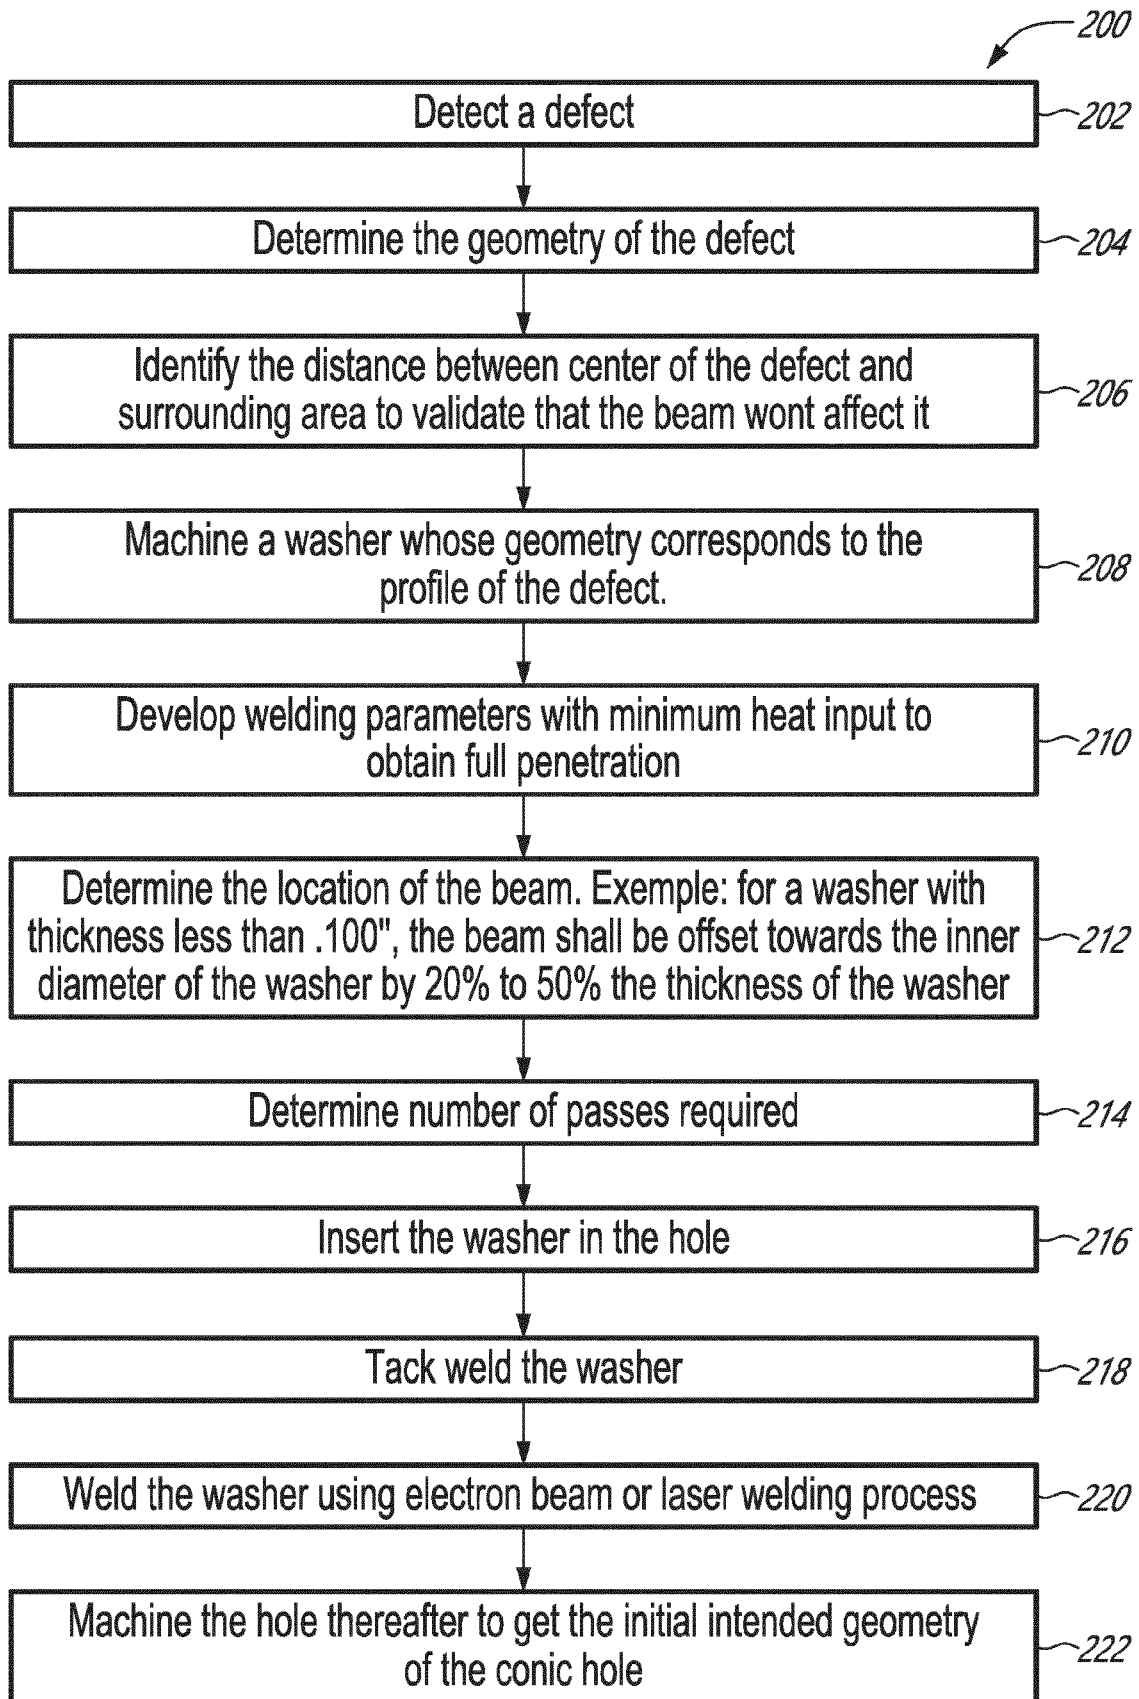 200
Detect a defect
202
Determine the geometry of the defect
204
Identify the distance between center of the defect and
surrounding area to validate that the beam wont affect it
206
Machine a washer whose geometry corresponds to the
profile of the defect.
208
Develop welding parameters with minimum heat input to
obtain full penetration
210
Determine the location of the beam. Exemple: for a washer with
thickness less than .100", the beam shall be offset towards the inner
diameter of the washer by 20% to 50% the thickness of the washer
212
Determine number of passes required
214
Insert the washer in the hole
216
Tack weld the washer
218
Weld the washer using electron beam or laser welding process
220
Machine the hole thereafter to get the initial intended geometry
of the conic hole
222